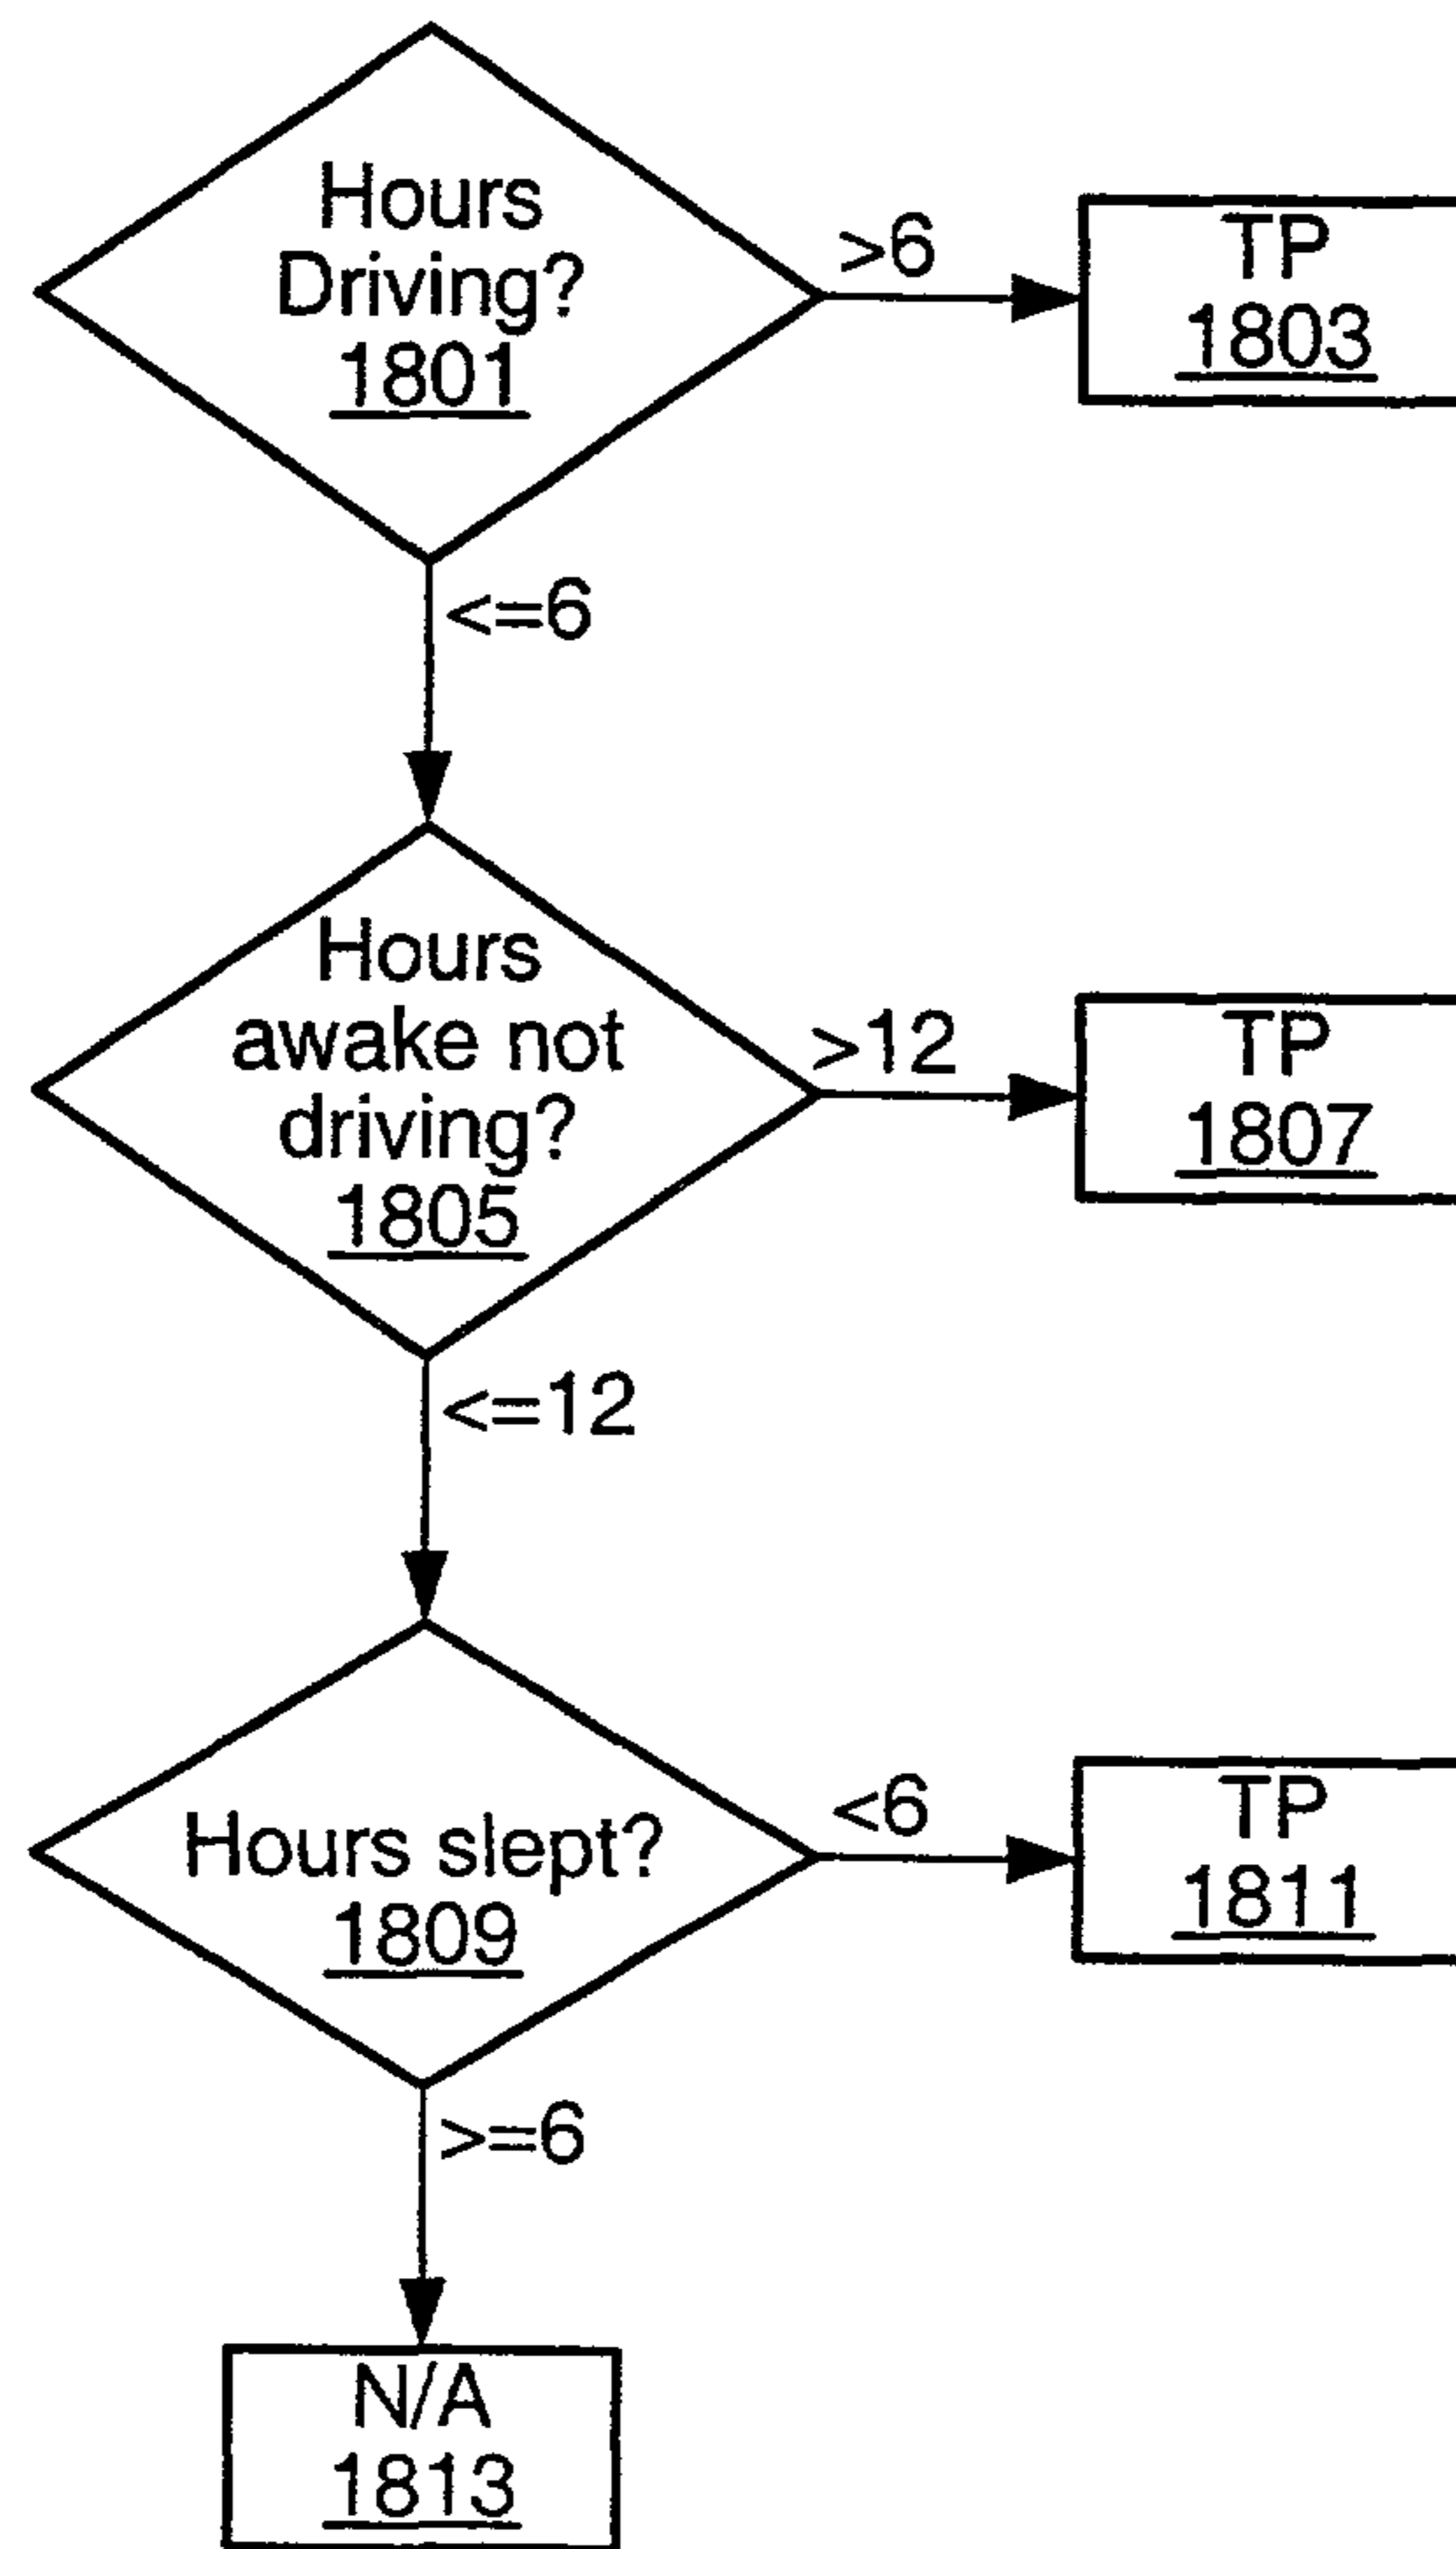 Hours
Driving?
1801
>6
TP
1803
<=6
Hours
awake not
driving?
1805
>12
TP
1807
<=12
Hours slept?
1809
<6
TP
1811
>=6
N/A
1813